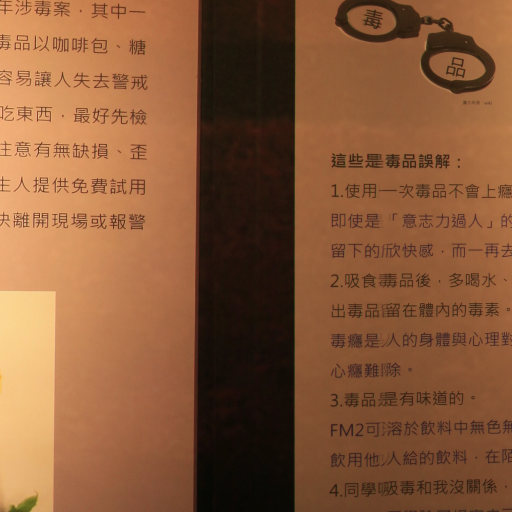 年涉毒案，其中一
毒品以咖啡包、糖
容易讓人失去警戒
吃東西，最好先檢
注意有無缺損、歪
生人提供免費試用
快離開現場或報警
毒
品
這些是毒品誤解：
1.使用一次毒品不會上癮
即使是「意志力過人」的
留下的欣快感，而一再去
2.吸食毒品後，多喝水、
出毒品留在體內的毒素。
毒癮是人的身體與心理對
心癮難除。
3.毒品是有味道的。
FM2可溶於飲料中無色無
飲用他人給的飲料，在陌
4.同學吸毒和我沒關係，